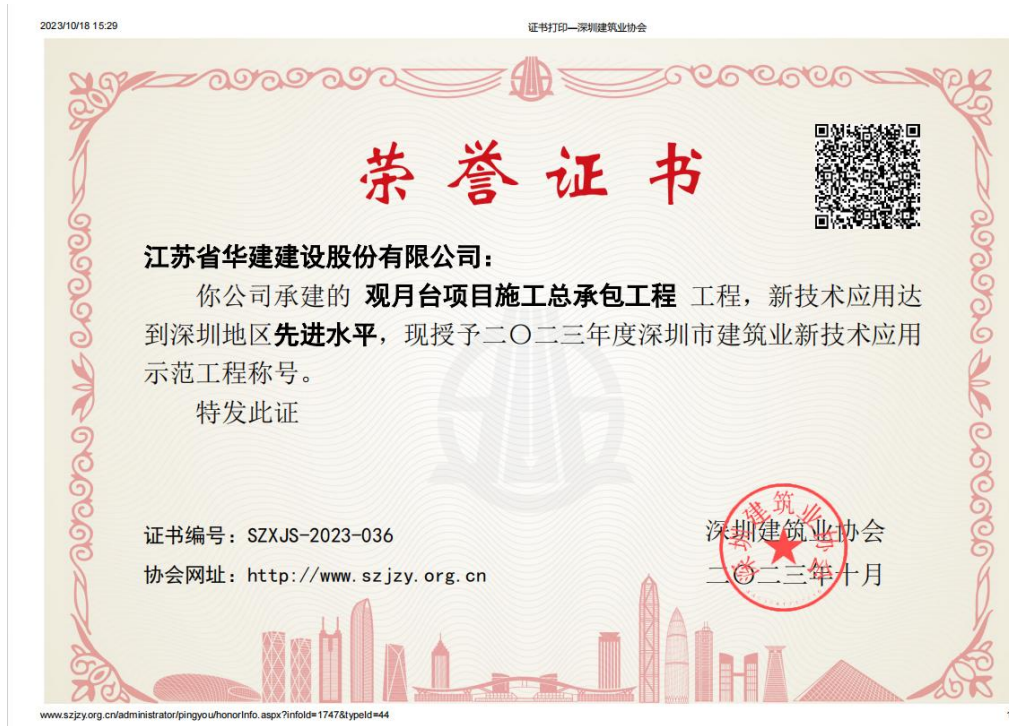 2023/10/18 15:29
证书打印—深圳建筑业协会
荣誉证书
江苏省华建建设股份有限公司：
你公司承建的 观月台项目施工总承包工程 工程，新技术应用达
到深圳地区先进水平，现授予二〇二三年度深圳市建筑业新技术应用
示范工程称号。
特发此证
证书编号：SZXJS-2023-036
深圳建筑业协会
协会网址：http://www.szjzy.org.cn
二〇二三年十月
深圳建筑业协会
www.szjzy.org.cn/administrator/pingyou/honorInfo.aspx?infoId=1747&typeId=44